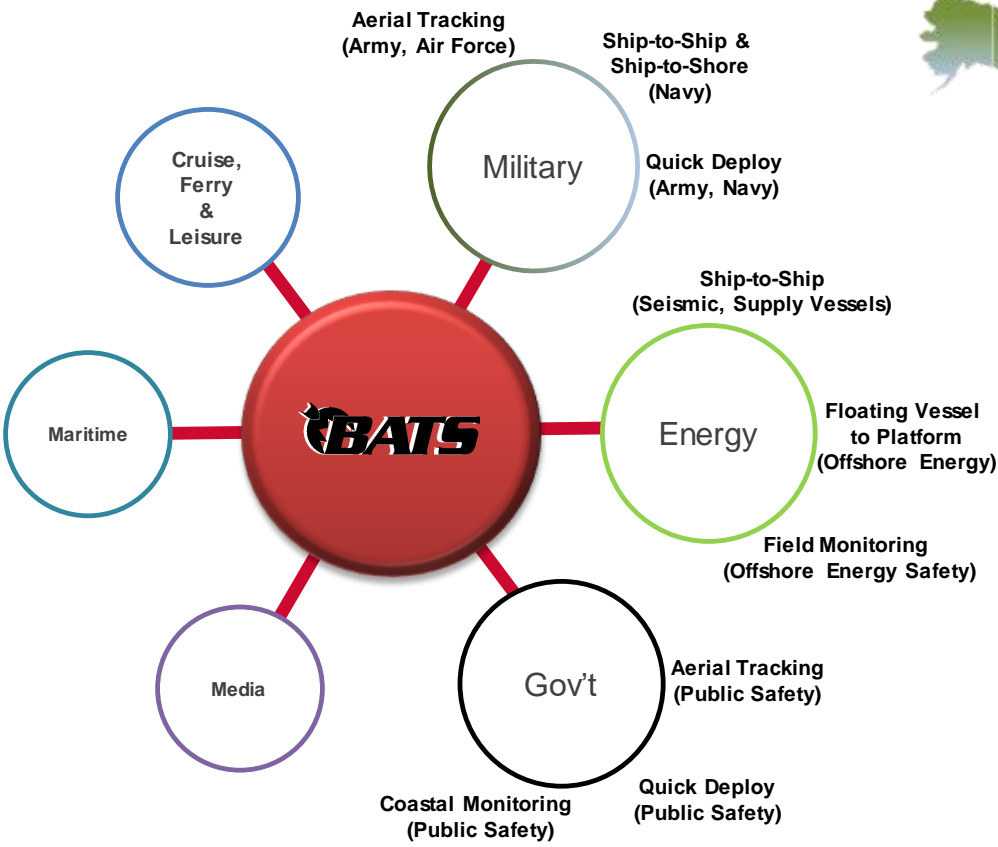 Aerial Tracking
(Army, Air Force)
Ship-to-Ship &
Ship-to-Shore
(Navy)
Military
Quick Deploy
(Army, Navy)
Cruise,
Ferry
&
Leisure
Ship-to-Ship
(Seismic, Supply Vessels)
Maritime
BATS
Energy
Floating Vessel
to Platform
(Offshore Energy)
Field Monitoring
(Offshore Energy Safety)
Media
Gov't
Aerial Tracking
(Public Safety)
Quick Deploy
(Public Safety)
Coastal Monitoring
(Public Safety)